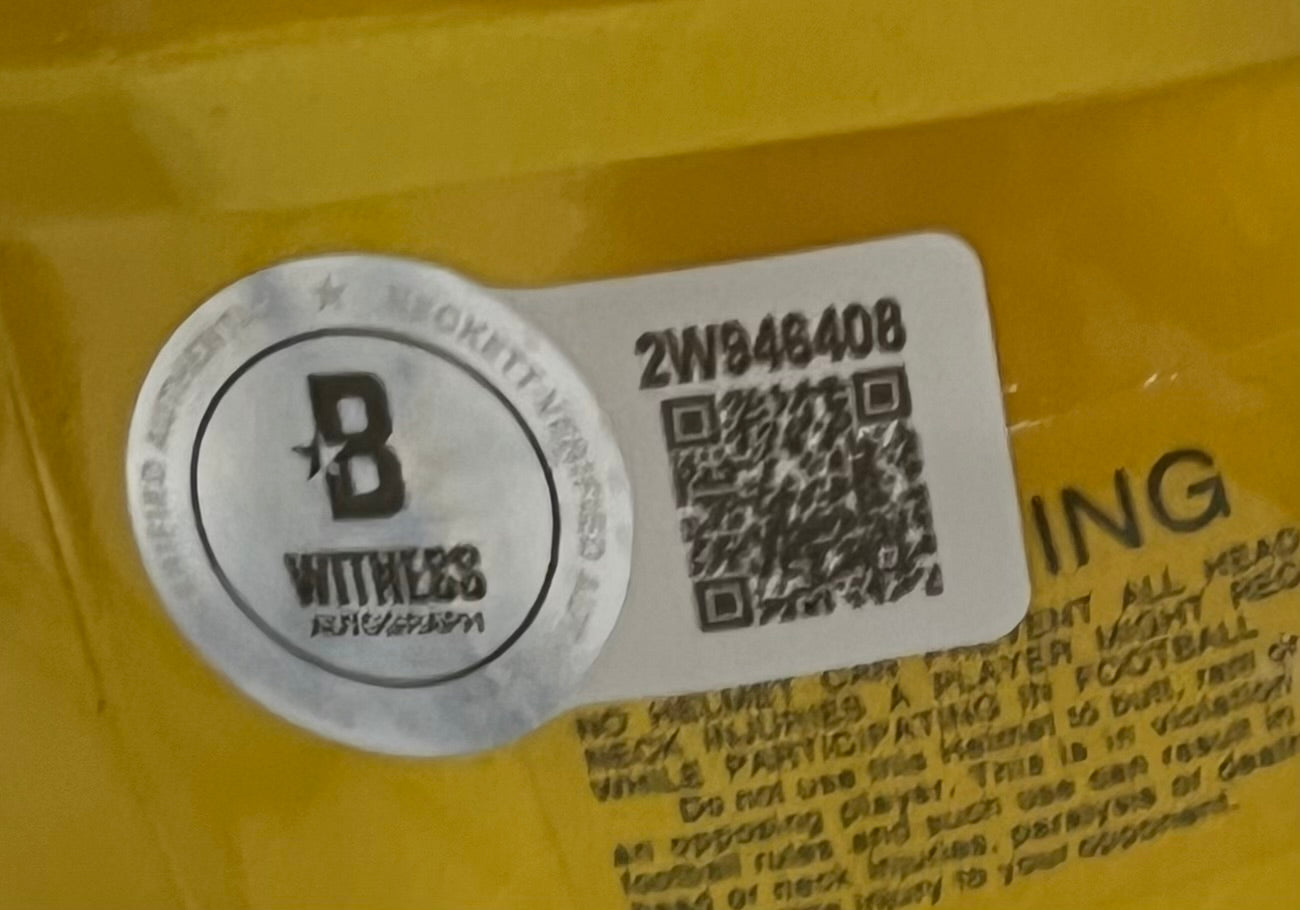 BECKETT VERIFIED
B
WITNESS
AUTOGRAPH
2W946408
ING
ALL HEAD
NO HELMET CAN PREVENT
NECK INJURIES A PLAYER MIGHT
WHILE PARTICIPATING IN FOOTBALL
Do not use this Helmet to butt, ram or
an opposing player. This is in violation
football rules and such use can result in
head or neck injuries, paralysis or death
injury to your opponent.